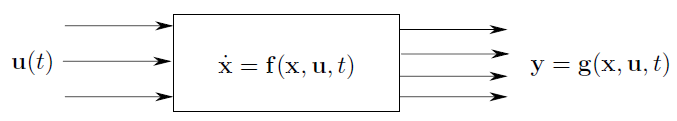 u(t)
ẋ = f(x, u, t)
y = g(x, u, t)